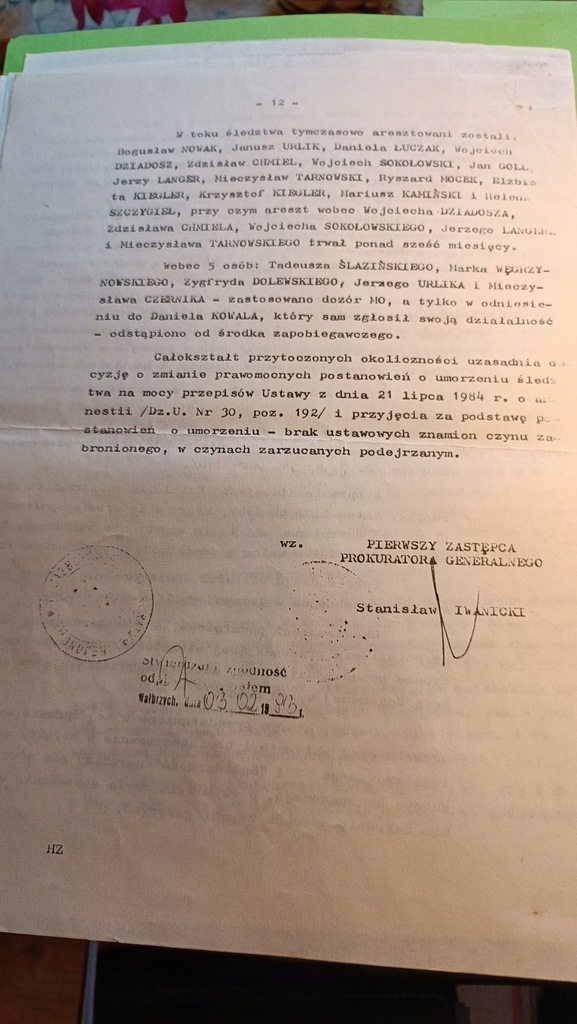 - 12 -
W toku śledztwa tymczasowo aresztowani zostali:
Bogusław NOWAK, Janusz URLIK, Daniela ŁUCZAK, Wojciech
DZIADOSZ, Zdzisław CHMIEL, Wojciech SOKOŁOWSKI, Jan GOLL,
Jerzy LANGER, Mieczysław TARNOWSKI, Ryszard MOCEK, Elżbie
ta KIEGLER, Krzysztof KIEGLER, Mariusz KAMIŃSKI i Helena
SZCZYGIEL, przy czym areszt wobec Wojciecha DZIADOSZA,
Zdzisława CHMIELA, Wojciecha SOKOŁOWSKIEGO, Jerzego LANGERA
i Mieczysława TARNOWSKIEGO trwał ponad sześć miesięcy.
Wobec 5 osób: Tadeusza ŚLAZIŃSKIEGO, Marka WĘGRZY-
NOWSKIEGO, Zygfryda DOLEWSKIEGO, Jerzego URLIKA i Mieczy-
sława CZERNIKA - zastosowano dozór MO, a tylko w odniesie-
niu do Daniela KOWALA, który sam zgłosił swoją działalność
- odstąpiono od środka zapobiegawczego.
Całokształt przytoczonych okoliczności uzasadnia de
cyzję o zmianie prawomocnych postanowień o umorzeniu śledz
twa na mocy przepisów Ustawy z dnia 21 lipca 1984 r. o am-
nestii /Dz.U. Nr 30, poz. 192/ i przyjęcia za podstawę po-
stanowień o umorzeniu - brak ustawowych znamion czynu za-
bronionego, w czynach zarzucanych podejrzanym.
wz. PIERWSZY ZASTĘPCA
PROKURATORA GENERALNEGO
Stanisław IWANICKI
Stwierdzam zgodność
Wałbrzych, dnia 03 02 1993 r.
HZ